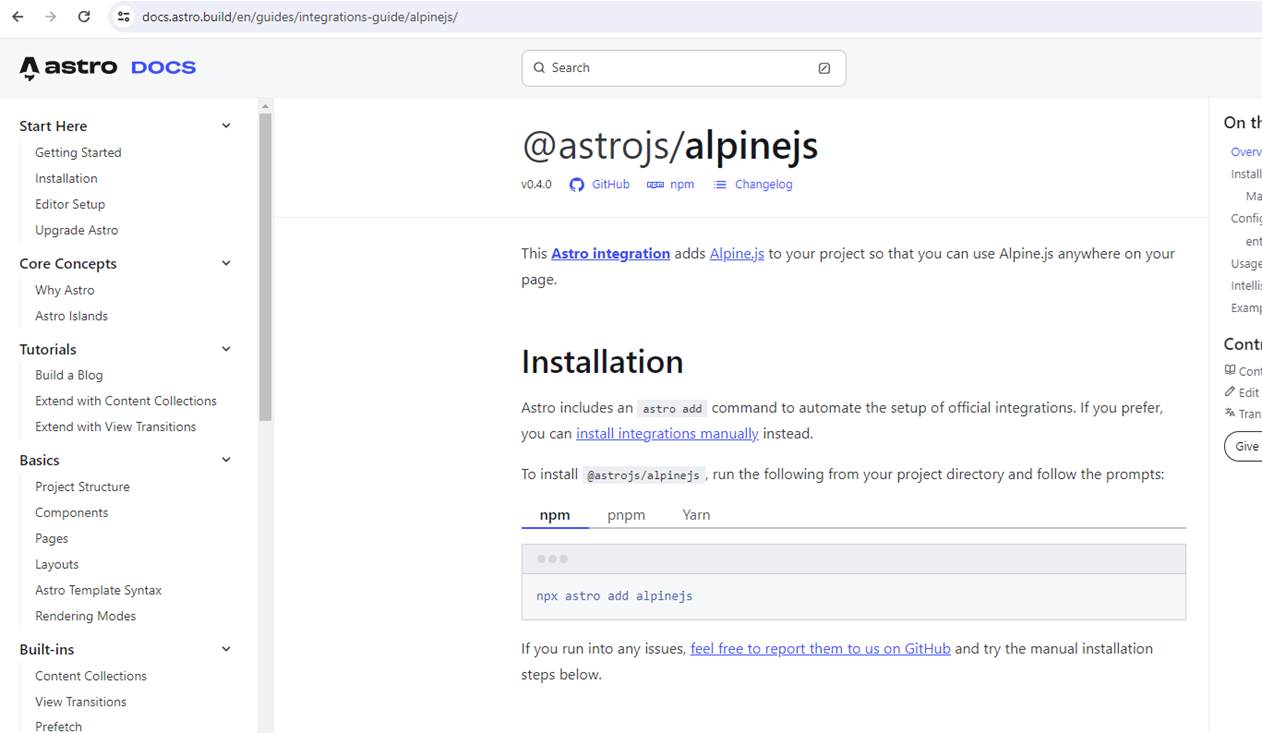 docs.astro.build/en/guides/integrations-guide/alpinejs/
astro DOCS
Search
Start Here
Getting Started
Installation
Editor Setup
Upgrade Astro
Core Concepts
Why Astro
Astro Islands
Tutorials
Build a Blog
Extend with Content Collections
Extend with View Transitions
Basics
Project Structure
Components
Pages
Layouts
Astro Template Syntax
Rendering Modes
Built-ins
Content Collections
View Transitions
Prefetch
@astrojs/alpinejs
v0.4.0 GitHub npm Changelog
This Astro integration adds Alpine.js to your project so that you can use Alpine.js anywhere on your
page.
Installation
Astro includes an astro add command to automate the setup of official integrations. If you prefer,
you can install integrations manually instead.
To install @astrojs/alpinejs, run the following from your project directory and follow the prompts:
npm pnpm Yarn
npx astro add alpinejs
If you run into any issues, feel free to report them to us on GitHub and try the manual installation
steps below.
On th
Overv
Install
Ma
Config
ent
Usage
Intellis
Examp
Contr
Cont
Edit
Tran
Give